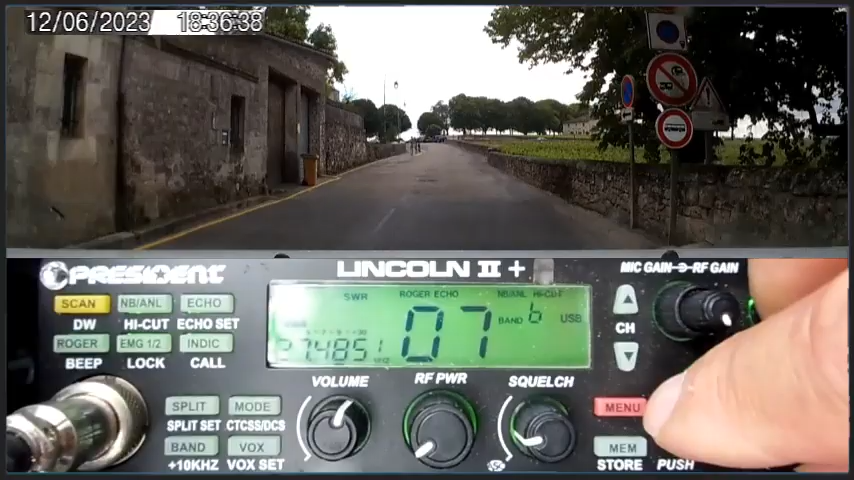 12/06/2023 18:36:38
PRESIDENT
LINCOLN II +
MIC GAIN RF GAIN
SCAN NB/ANL ECHO
DW HI-CUT ECHO SET
ROGER EMG 1/2 INDIC
BEEP LOCK CALL
SWR ROGER ECHO NB/ANL HI-CUT
07 BAND 6 USB
27.4851
CH
VOLUME RF PWR SQUELCH
SPLIT MODE
SPLIT SET CTCSS/DCS
BAND VOX
+10KHZ VOX SET
MENU
MEM
STORE PUSH